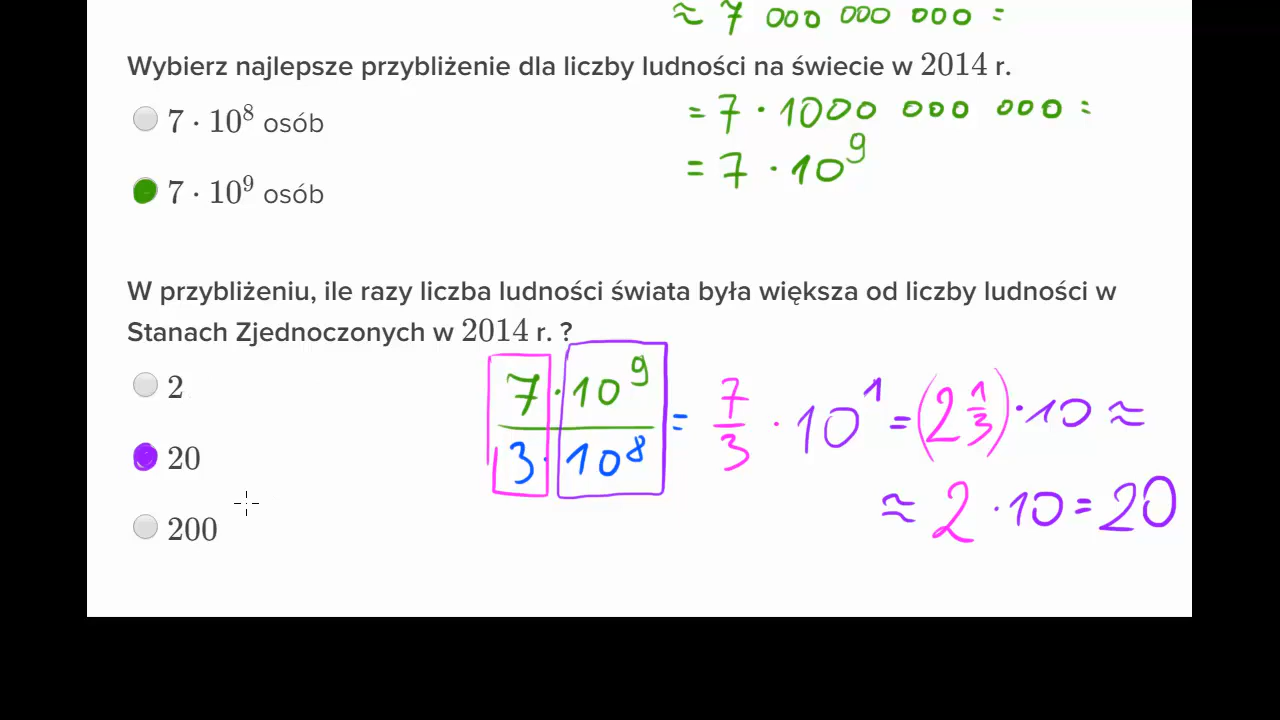 ≈ 7 000 000 000 =
Wybierz najlepsze przybliżenie dla liczby ludności na świecie w 2014 r.
= 7 · 1000 000 000 =
7 · 10⁸ osób
= 7 · 10⁹
7 · 10⁹ osób
W przybliżeniu, ile razy liczba ludności świata była większa od liczby ludności w
Stanach Zjednoczonych w 2014 r. ?
2
7 · 10⁹ / 3 · 10⁸ = 7/3 · 10¹ = (2 1/3) · 10 ≈
20
≈ 2 · 10 = 20
200